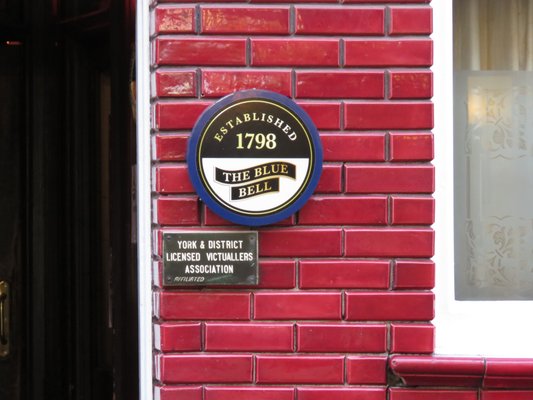 ESTABLISHED
1798
THE BLUE
BELL
YORK & DISTRICT
LICENSED VICTUALLERS
ASSOCIATION
AFFILIATED